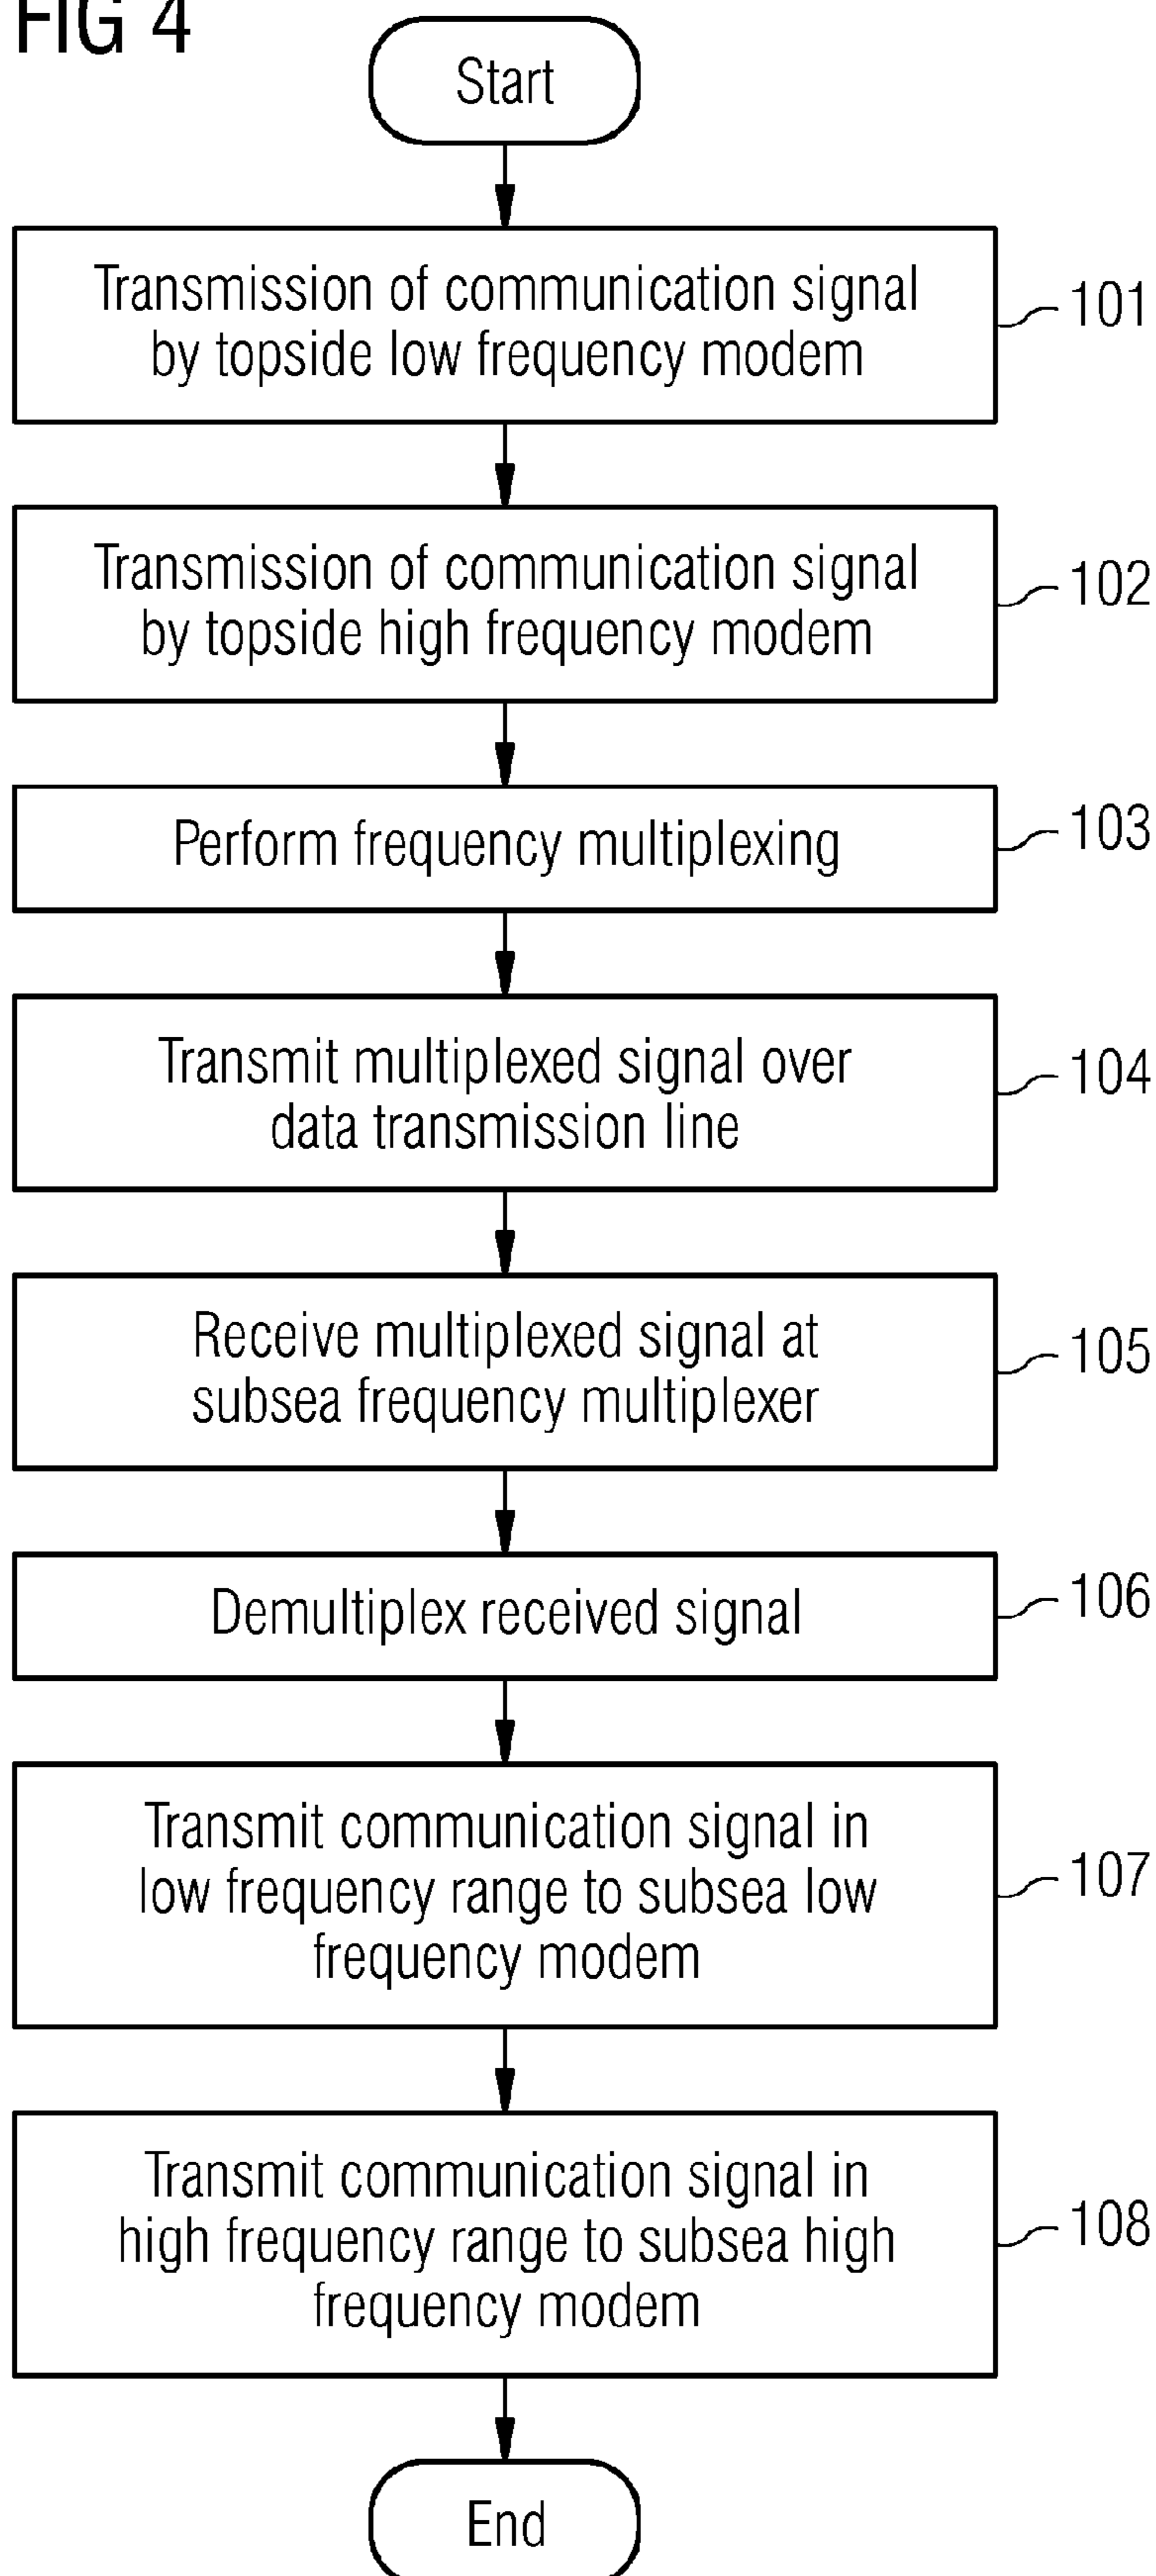 FIG 4
Start
Transmission of communication signal
by topside low frequency modem
101
Transmission of communication signal
by topside high frequency modem
102
Perform frequency multiplexing
103
Transmit multiplexed signal over
data transmission line
104
Receive multiplexed signal at
subsea frequency multiplexer
105
Demultiplex received signal
106
Transmit communication signal in
low frequency range to subsea low
frequency modem
107
Transmit communication signal in
high frequency range to subsea high
frequency modem
108
End